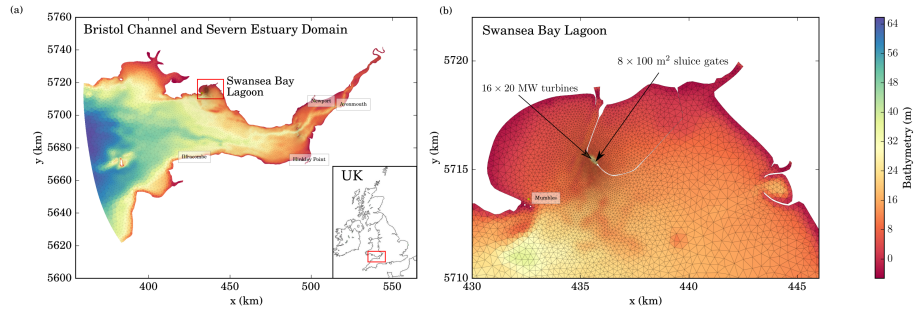 (a)
Bristol Channel and Severn Estuary Domain
5760
5740
5720
5700
5680
5660
5640
5620
5600
y (km)
Swansea Bay
Lagoon
Newport
Avonmouth
Ilfracombe
Hinkley Point
UK
400
450
500
550
x (km)
(b)
Swansea Bay Lagoon
5720
5715
5710
y (km)
8 × 100 m² sluice gates
16 × 20 MW turbines
Mumbles
430
435
440
445
x (km)
64
56
48
40
32
24
16
8
0
Bathymetry (m)